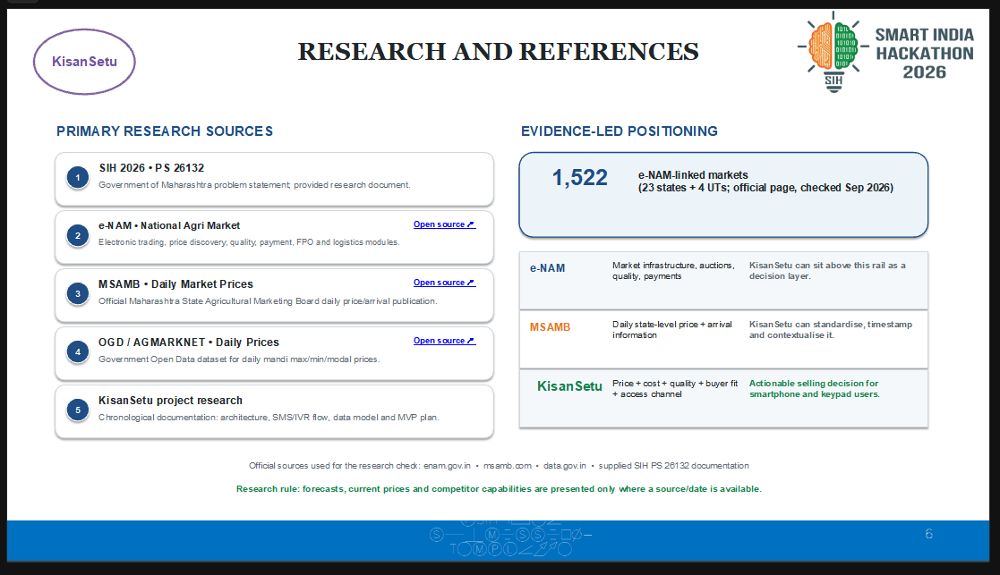 KisanSetu
RESEARCH AND REFERENCES
SMART INDIA
HACKATHON
2026
SIH
PRIMARY RESEARCH SOURCES
1
SIH 2026 • PS 26132
Government of Maharashtra problem statement; provided research document.
2
e-NAM • National Agri Market
Open source ↗
Electronic trading, price discovery, quality, payment, FPO and logistics modules.
3
MSAMB • Daily Market Prices
Open source ↗
Official Maharashtra State Agricultural Marketing Board daily price/arrival publication.
4
OGD / AGMARKNET • Daily Prices
Open source ↗
Government Open Data dataset for daily mandi max/min/modal prices.
5
KisanSetu project research
Chronological documentation: architecture, SMS/IVR flow, data model and MVP plan.
EVIDENCE-LED POSITIONING
1,522
e-NAM-linked markets
(23 states + 4 UTs; official page, checked Sep 2026)
e-NAM
Market infrastructure, auctions,
quality, payments
KisanSetu can sit above this rail as a
decision layer.
MSAMB
Daily state-level price + arrival
information
KisanSetu can standardise, timestamp
and contextualise it.
KisanSetu
Price + cost + quality + buyer fit
+ access channel
Actionable selling decision for
smartphone and keypad users.
Official sources used for the research check: enam.gov.in • msamb.com • data.gov.in • supplied SIH PS 26132 documentation
Research rule: forecasts, current prices and competitor capabilities are presented only where a source/date is available.
6